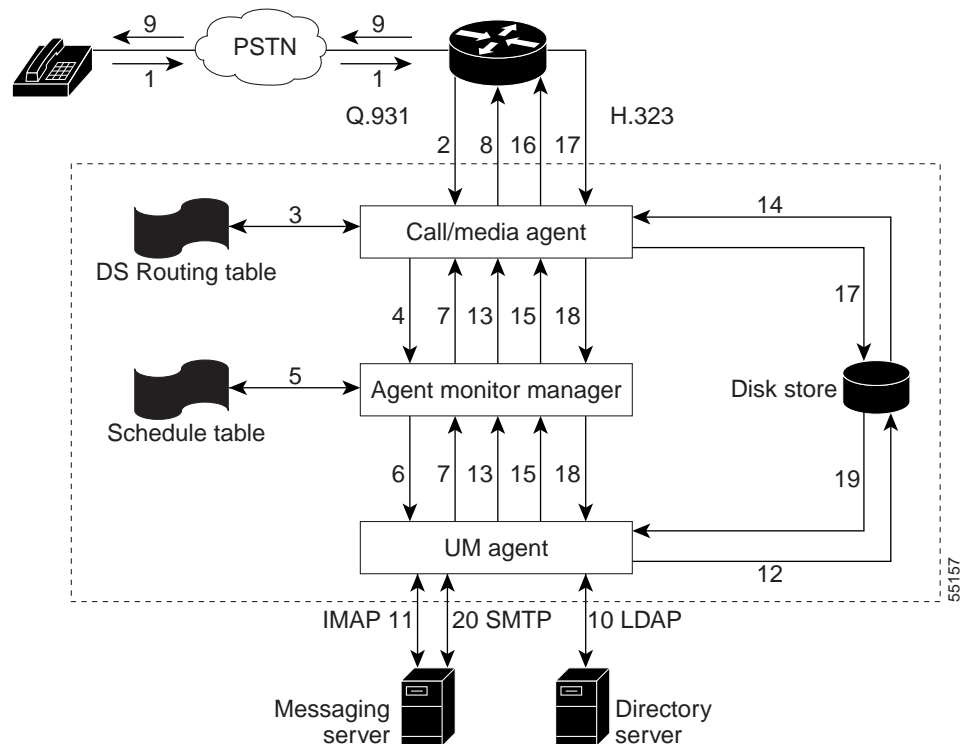 9
PSTN
9
1
1
Q.931
H.323
2
8
16
17
3
Call/media agent
14
DS Routing table
17
4
7
13
15
18
5
Agent monitor manager
Disk store
Schedule table
6
7
13
15
18
19
UM agent
12
55157
IMAP 11
20 SMTP
10 LDAP
Messaging
server
Directory
server